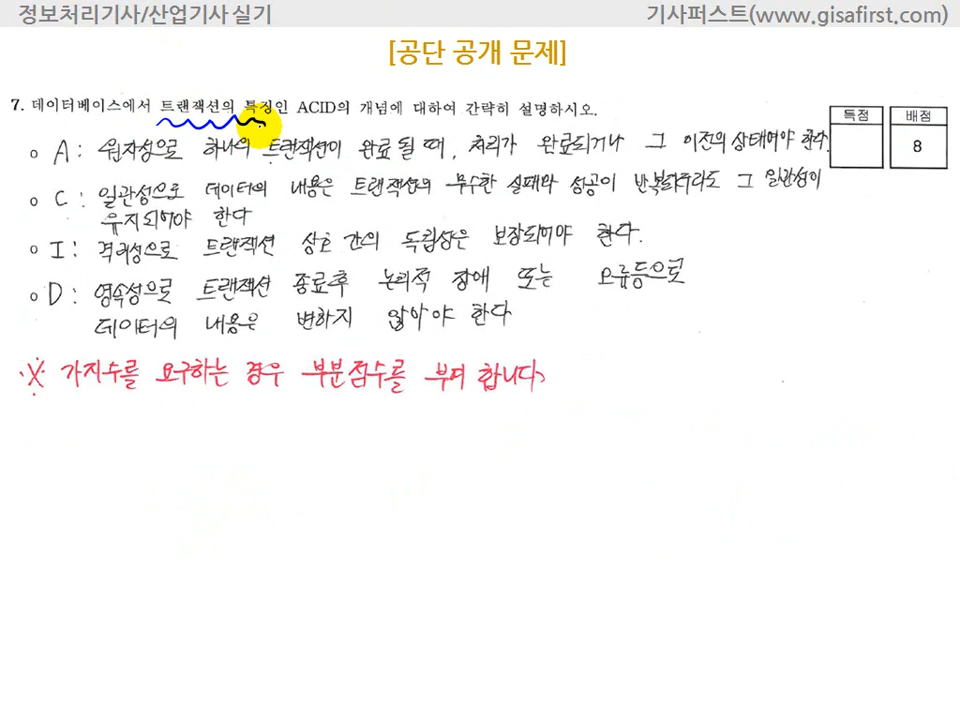 정보처리기사/산업기사 실기
기사퍼스트(www.gisafirst.com)
[공단 공개 문제]
7. 데이터베이스에서 트랜잭션의 특징인 ACID의 개념에 대하여 간략히 설명하시오.
득점 배점
8
○ A : 원자성으로 하나의 트랜잭션이 완료될 때, 처리가 완료되거나 그 이전의 상태여야 한다.
○ C : 일관성으로 데이터의 내용은 트랜잭션의 무수한 실패와 성공이 반복하더라도 그 일관성이
유지되어야 한다
○ I : 격리성으로 트랜잭션 상호 간의 독립성은 보장되어야 한다.
○ D : 영속성으로 트랜잭션 종료후 논리적 장애 또는 오류등으로
데이터의 내용은 변하지 않아야 한다
※ 가지수를 요구하는 경우 부분점수를 부여 합니다